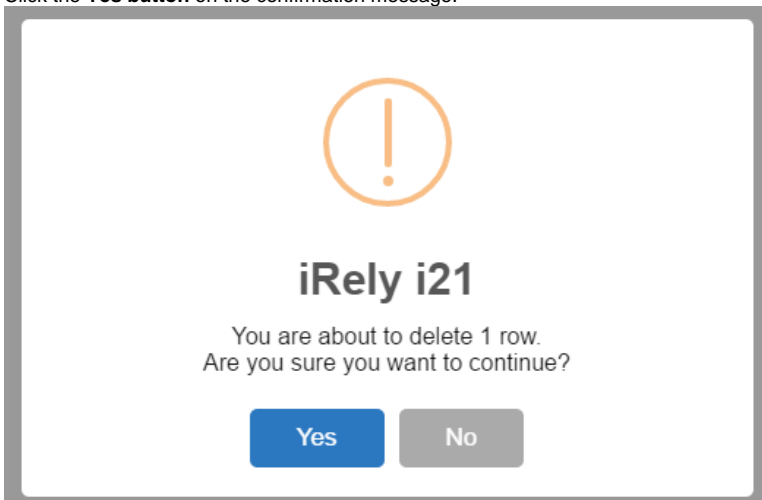 Click the Yes button on the confirmation message.
iRely i21
You are about to delete 1 row.
Are you sure you want to continue?
Yes
No